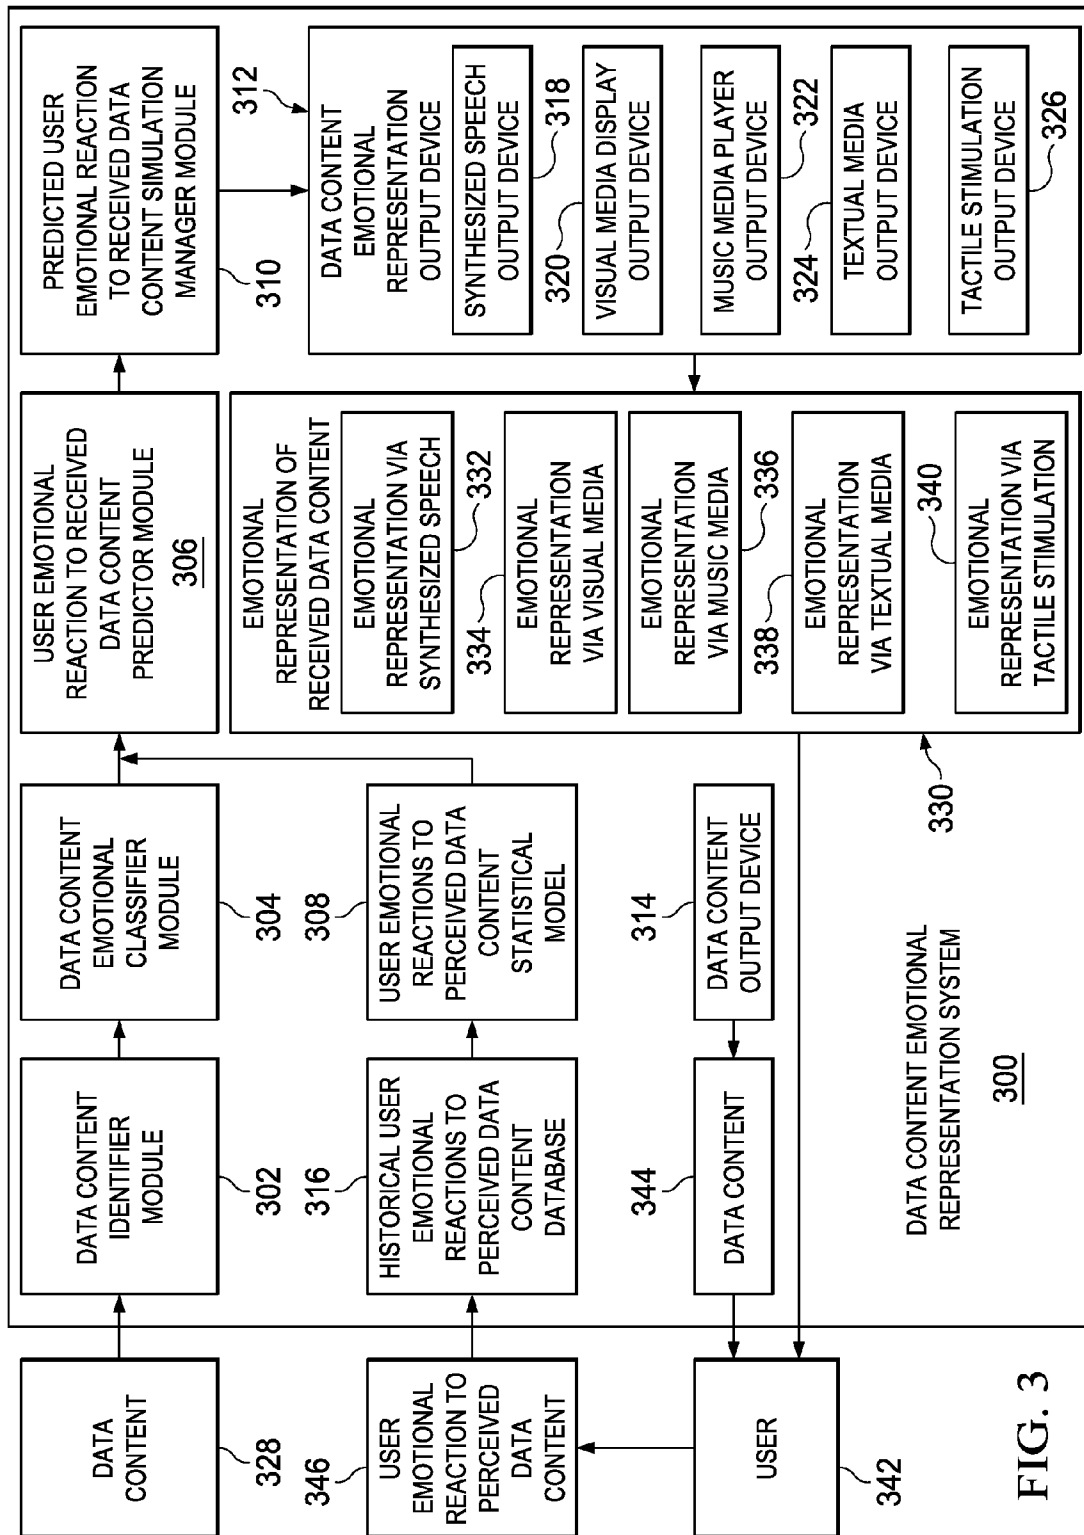 DATA
CONTENT
328
DATA CONTENT
IDENTIFIER
MODULE
302
DATA CONTENT
EMOTIONAL
CLASSIFIER
MODULE
304
USER EMOTIONAL
REACTION TO RECEIVED
DATA CONTENT
PREDICTOR MODULE
306
PREDICTED USER
EMOTIONAL REACTION
TO RECEIVED DATA
CONTENT SIMULATION
MANAGER MODULE
310
312
346
USER
EMOTIONAL
REACTION TO
PERCEIVED
DATA
CONTENT
316
HISTORICAL USER
EMOTIONAL
REACTIONS TO
PERCEIVED DATA
CONTENT
DATABASE
308
USER EMOTIONAL
REACTIONS TO
PERCEIVED DATA
CONTENT
STATISTICAL
MODEL
EMOTIONAL
REPRESENTATION OF
RECEIVED DATA CONTENT
EMOTIONAL
REPRESENTATION VIA
SYNTHESIZED SPEECH
332
334
EMOTIONAL
REPRESENTATION
VIA VISUAL MEDIA
EMOTIONAL
REPRESENTATION
VIA MUSIC MEDIA
336
338
EMOTIONAL
REPRESENTATION
VIA TEXTUAL MEDIA
340
EMOTIONAL
REPRESENTATION VIA
TACTILE STIMULATION
330
DATA CONTENT
EMOTIONAL
REPRESENTATION
OUTPUT DEVICE
SYNTHESIZED SPEECH
OUTPUT DEVICE
318
320
VISUAL MEDIA DISPLAY
OUTPUT DEVICE
MUSIC MEDIA PLAYER
OUTPUT DEVICE
322
324
TEXTUAL MEDIA
OUTPUT DEVICE
TACTILE STIMULATION
OUTPUT DEVICE
326
USER
342
344
DATA CONTENT
314
DATA CONTENT
OUTPUT DEVICE
DATA CONTENT EMOTIONAL
REPRESENTATION SYSTEM
300
FIG. 3